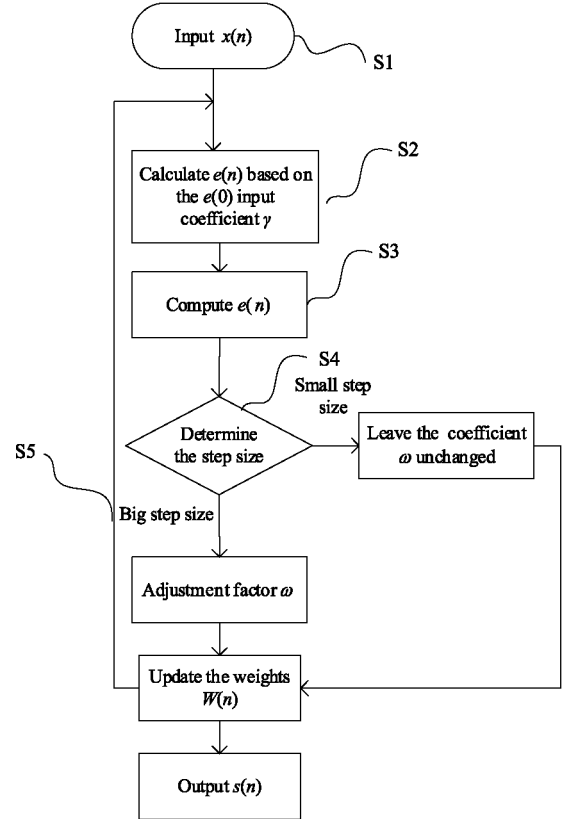 Input x(n)
S1
S2
Calculate e(n) based on
the e(0) input
coefficient γ
S3
Compute e(n)
S4
Small step
size
Determine
the step size
Leave the coefficient
ω unchanged
S5
Big step size
Adjustment factor ω
Update the weights
W(n)
Output s(n)